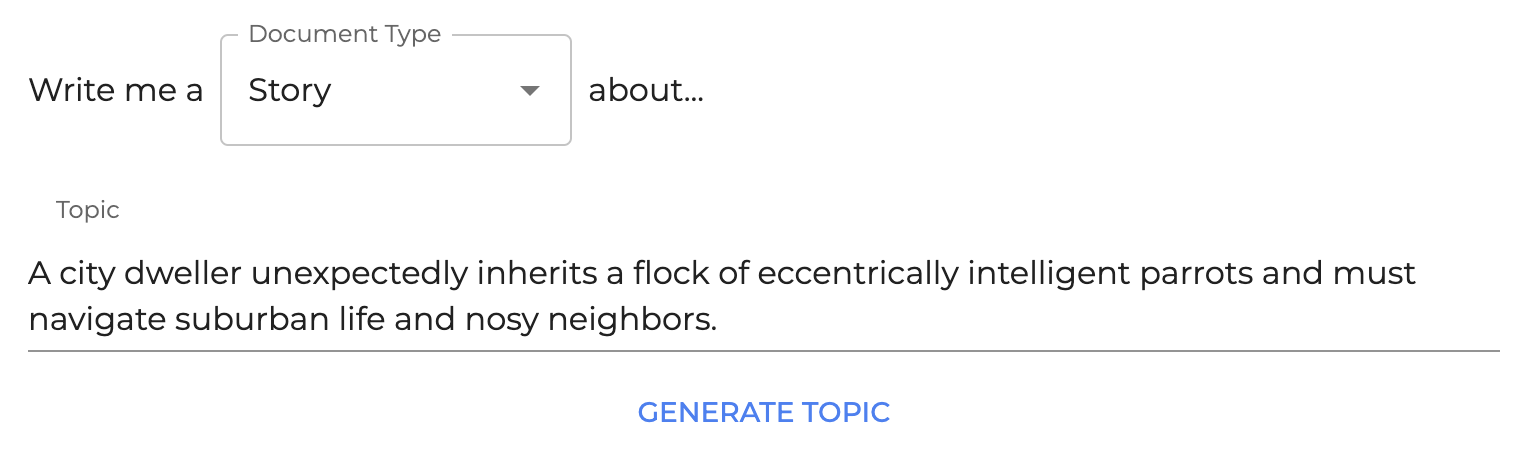 Document Type
Write me a Story about...
Topic
A city dweller unexpectedly inherits a flock of eccentrically intelligent parrots and must
navigate suburban life and nosy neighbors.
GENERATE TOPIC